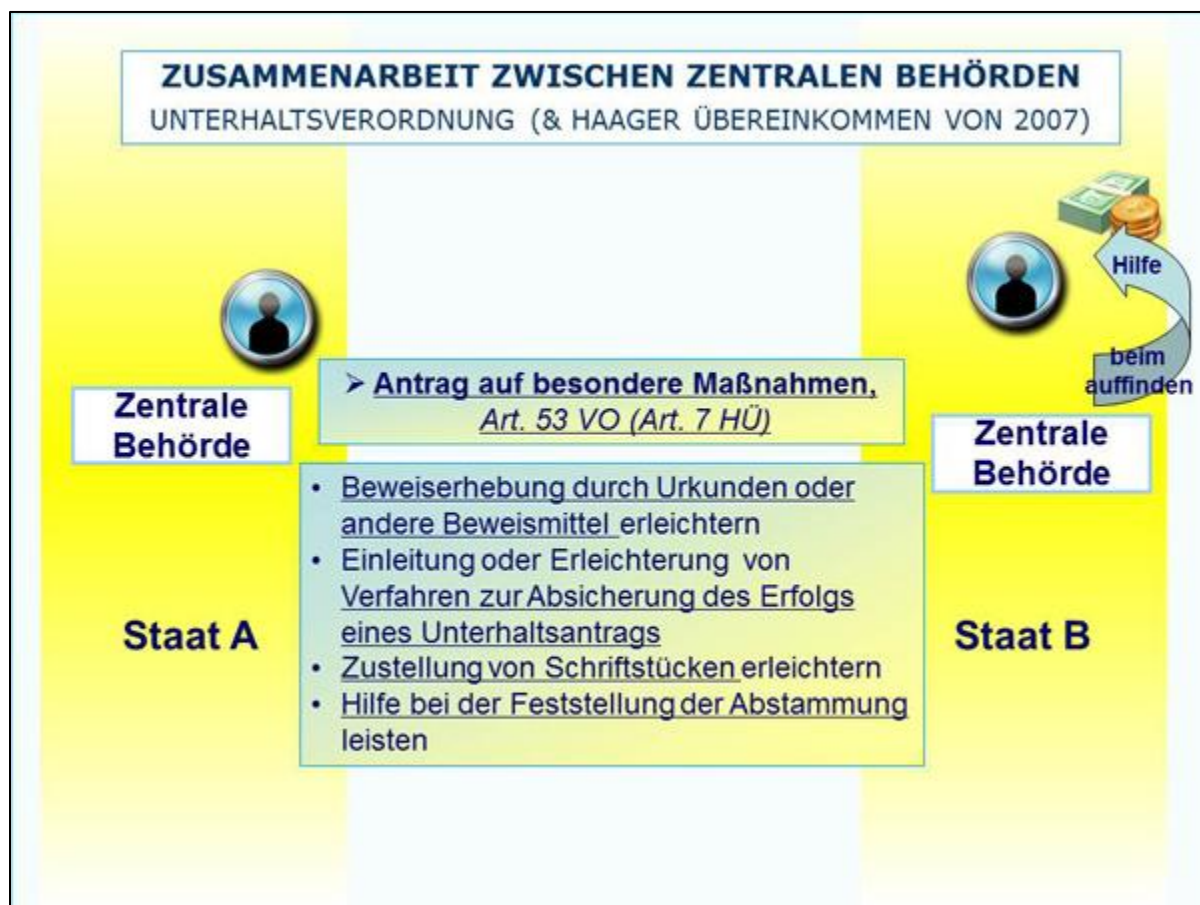 ZUSAMMENARBEIT ZWISCHEN ZENTRALEN BEHÖRDEN
UNTERHALTSVERORDNUNG (& HAAGER ÜBEREINKOMMEN VON 2007)
Hilfe
beim
auffinden
Zentrale
Behörde
➢ Antrag auf besondere Maßnahmen,
Art. 53 VO (Art. 7 HÜ)
Zentrale
Behörde
• Beweiserhebung durch Urkunden oder
andere Beweismittel erleichtern
• Einleitung oder Erleichterung von
Verfahren zur Absicherung des Erfolgs
eines Unterhaltsantrags
• Zustellung von Schriftstücken erleichtern
• Hilfe bei der Feststellung der Abstammung
leisten
Staat A
Staat B